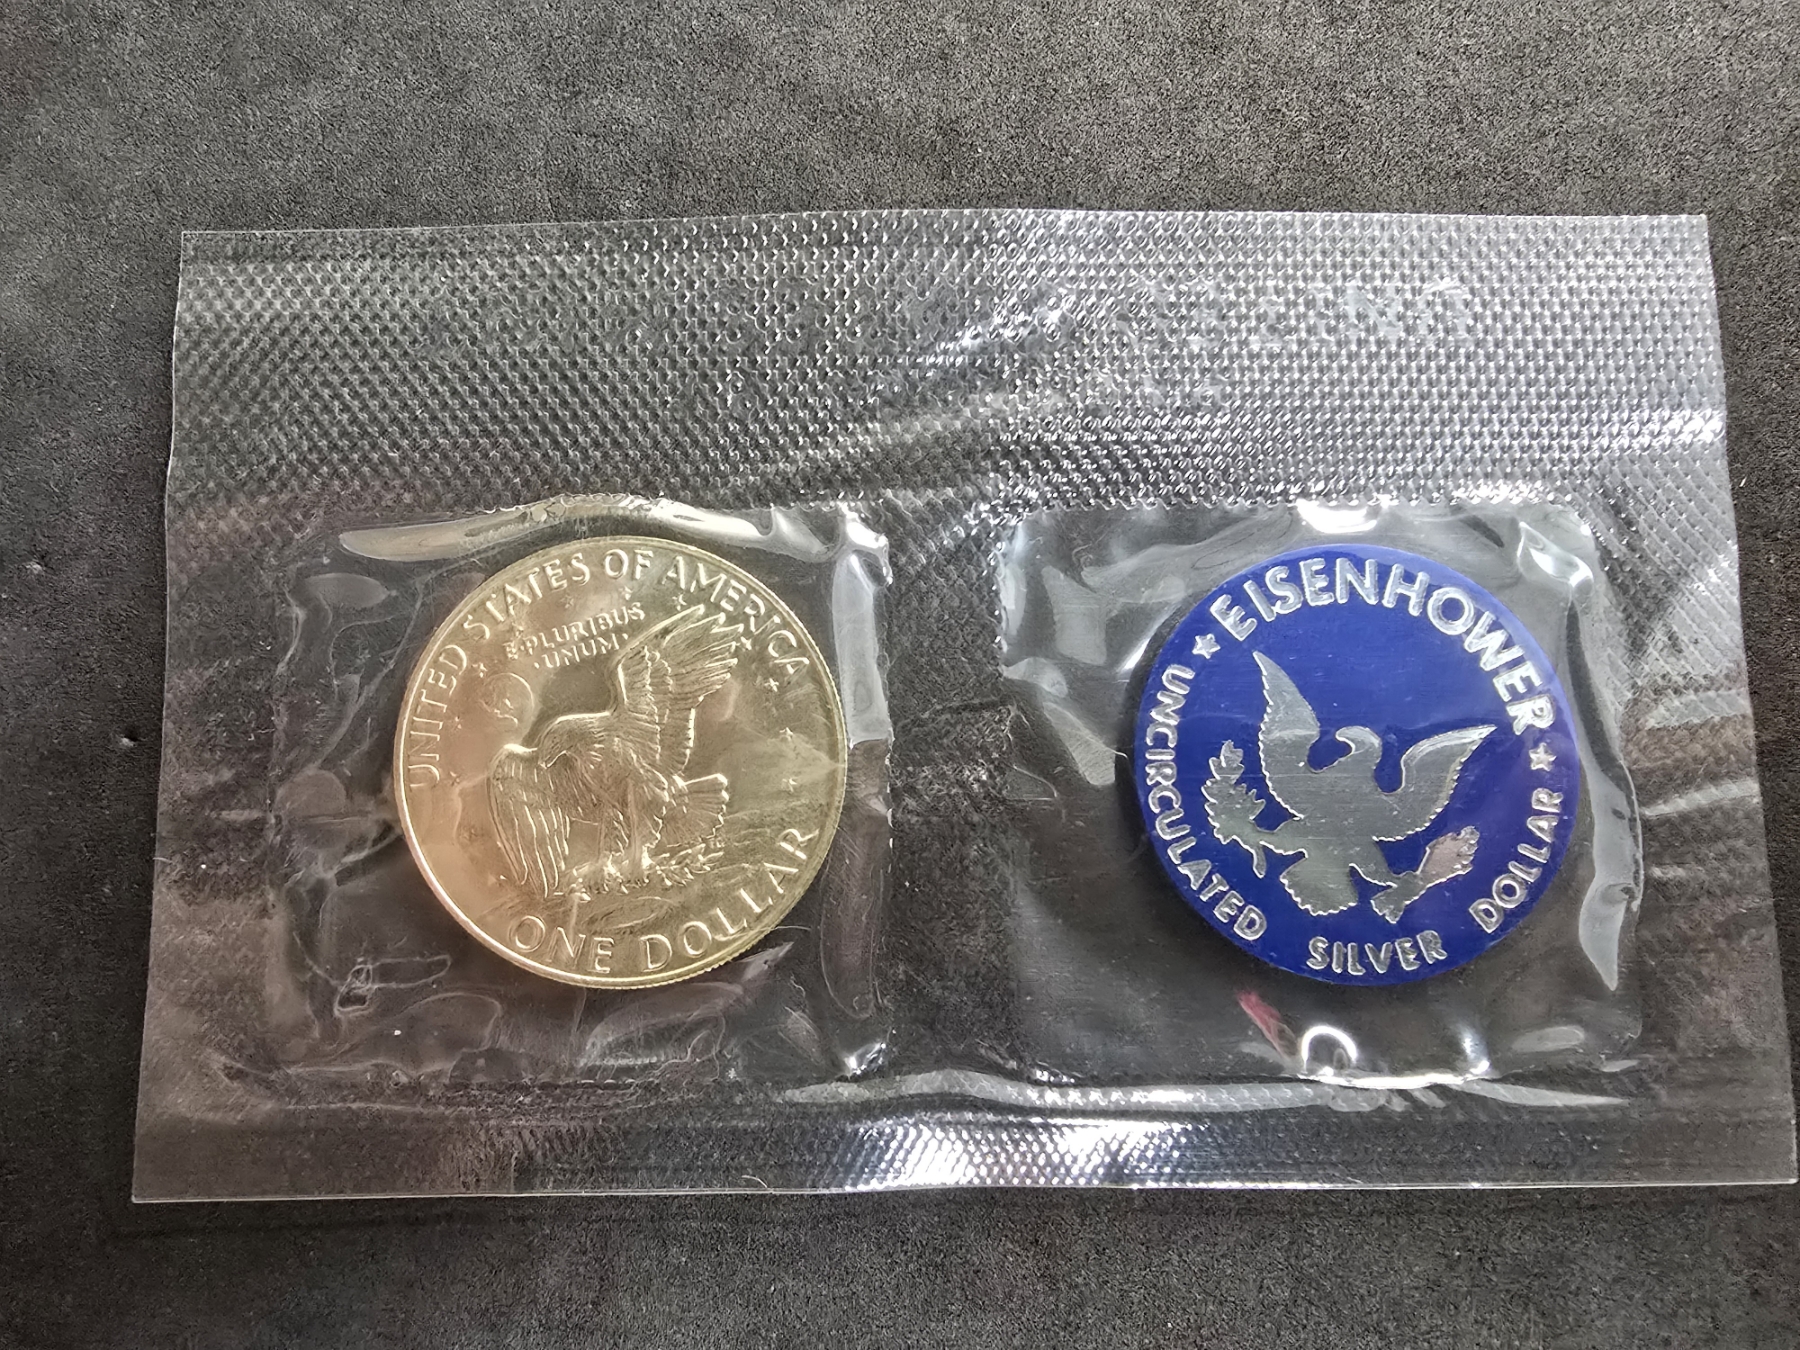 UNITED STATES OF AMERICA
E·PLURIBUS
·UNUM·
ONE DOLLAR
★ EISENHOWER ★
UNCIRCULATED SILVER DOLLAR